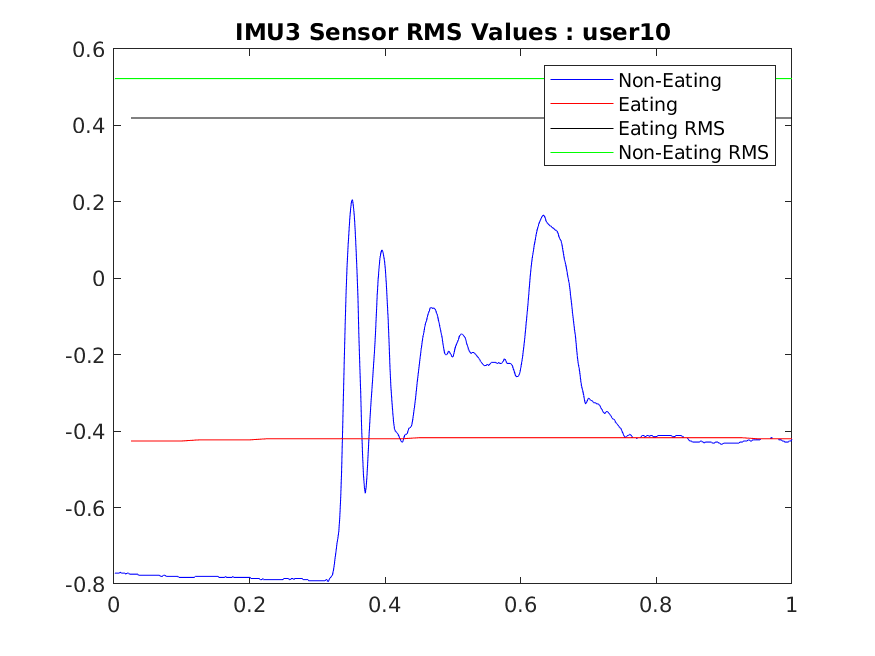 IMU3 Sensor RMS Values : user10
0.6
0.4
0.2
0
-0.2
-0.4
-0.6
-0.8
0 0.2 0.4 0.6 0.8 1
Non-Eating
Eating
Eating RMS
Non-Eating RMS